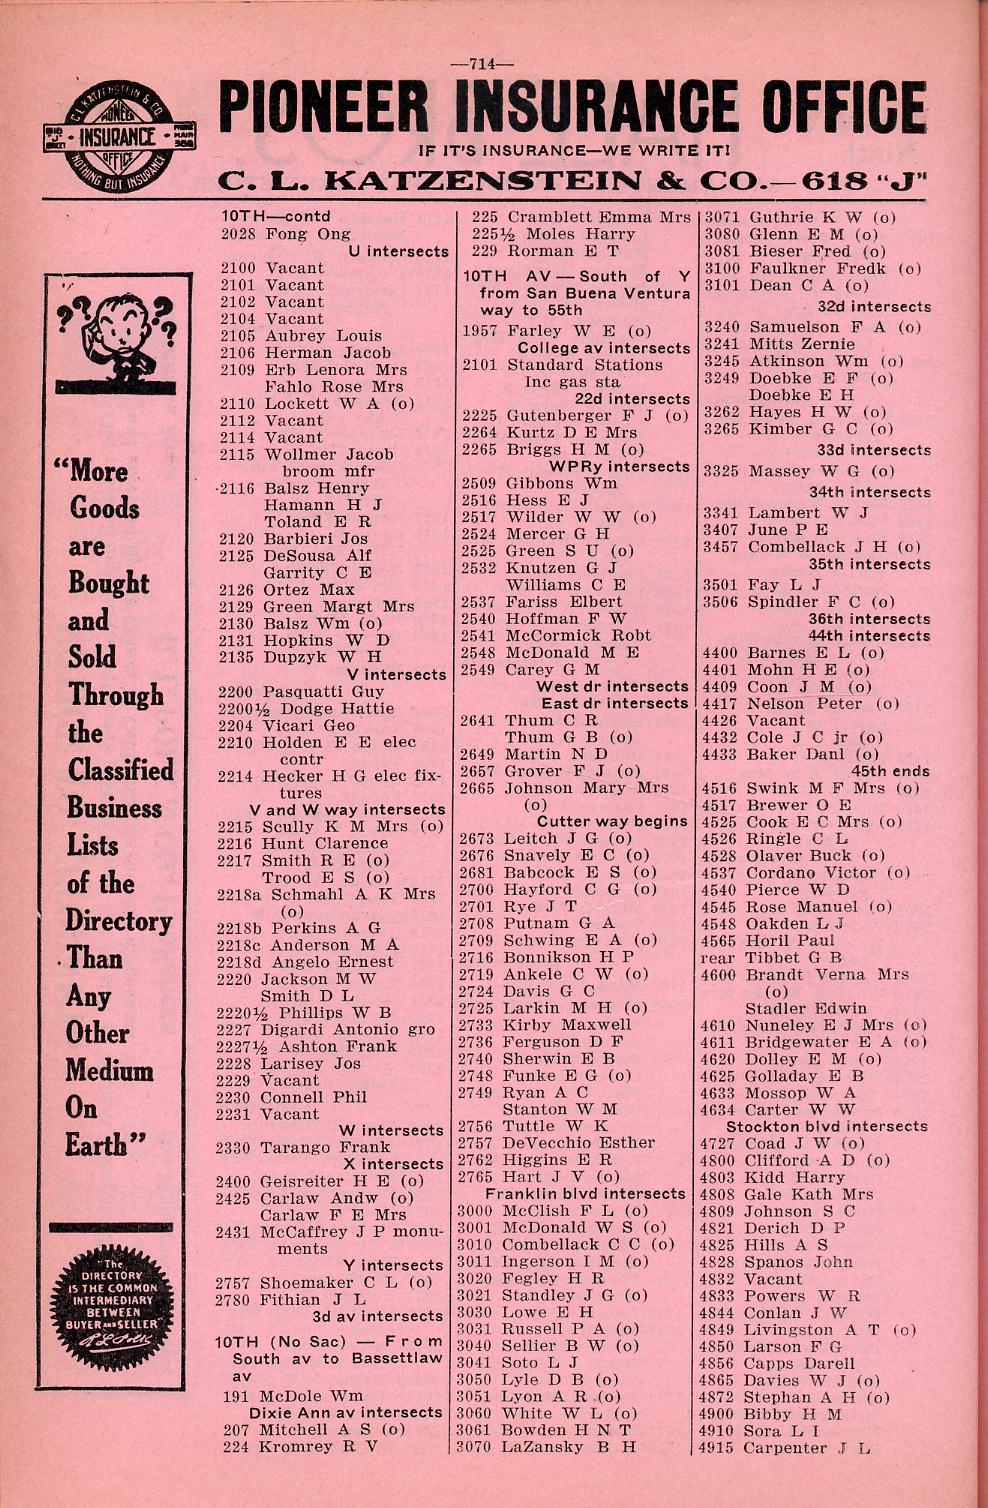 —714—
C. L. KATZENSTEIN & CO.
PIONEER
618 "J" STREET
INSURANCE
PHONE MAIN 368
OFFICE
NOTHING BUT INSURANCE
PIONEER INSURANCE OFFICE
IF IT'S INSURANCE—WE WRITE IT!
C. L. KATZENSTEIN & CO.—618 "J"
"More
Goods
are
Bought
and
Sold
Through
the
Classified
Business
Lists
of the
Directory
Than
Any
Other
Medium
On
Earth"
"The
DIRECTORY
IS THE COMMON
INTERMEDIARY
BETWEEN
BUYER AND SELLER"
R L Polk
10TH—contd
2028 Fong Ong
U intersects
2100 Vacant
2101 Vacant
2102 Vacant
2104 Vacant
2105 Aubrey Louis
2106 Herman Jacob
2109 Erb Lenora Mrs
Fahlo Rose Mrs
2110 Lockett W A (o)
2112 Vacant
2114 Vacant
2115 Wollmer Jacob
broom mfr
2116 Balsz Henry
Hamann H J
Toland E R
2120 Barbieri Jos
2125 DeSousa Alf
Garrity C E
2126 Ortez Max
2129 Green Margt Mrs
2130 Balsz Wm (o)
2131 Hopkins W D
2135 Dupzyk W H
V intersects
2200 Pasquatti Guy
2200½ Dodge Hattie
2204 Vicari Geo
2210 Holden E E elec
contr
2214 Hecker H G elec fix-
tures
V and W way intersects
2215 Scully K M Mrs (o)
2216 Hunt Clarence
2217 Smith R E (o)
Trood E S (o)
2218a Schmahl A K Mrs
(o)
2218b Perkins A G
2218c Anderson M A
2218d Angelo Ernest
2220 Jackson M W
Smith D L
2220½ Phillips W B
2227 Digardi Antonio gro
2227½ Ashton Frank
2228 Larisey Jos
2229 Vacant
2230 Connell Phil
2231 Vacant
W intersects
2330 Tarango Frank
X intersects
2400 Geisreiter H E (o)
2425 Carlaw Andw (o)
Carlaw F E Mrs
2431 McCaffrey J P monu-
ments
Y intersects
2757 Shoemaker C L (o)
2780 Fithian J L
3d av intersects
10TH (No Sac) — From
South av to Bassettlaw
av
191 McDole Wm
Dixie Ann av intersects
207 Mitchell A S (o)
224 Kromrey R V
225 Cramblett Emma Mrs
225½ Moles Harry
229 Rorman E T
10TH AV — South of Y
from San Buena Ventura
way to 55th
1957 Farley W E (o)
College av intersects
2101 Standard Stations
Inc gas sta
22d intersects
2225 Gutenberger F J (o)
2264 Kurtz D E Mrs
2265 Briggs H M (o)
WPRy intersects
2509 Gibbons Wm
2516 Hess E J
2517 Wilder W W (o)
2524 Mercer G H
2525 Green S U (o)
2532 Knutzen G J
Williams C E
2537 Fariss Elbert
2540 Hoffman F W
2541 McCormick Robt
2548 McDonald M E
2549 Carey G M
West dr intersects
East dr intersects
2641 Thum C R
Thum G B (o)
2649 Martin N D
2657 Grover F J (o)
2665 Johnson Mary Mrs
(o)
Cutter way begins
2673 Leitch J G (o)
2676 Snavely E C (o)
2681 Babcock E S (o)
2700 Hayford C G (o)
2701 Rye J T
2708 Putnam G A
2709 Schwing E A (o)
2716 Bonnikson H P
2719 Ankele C W (o)
2724 Davis G C
2725 Larkin M H (o)
2733 Kirby Maxwell
2736 Ferguson D F
2740 Sherwin E B
2748 Funke E G (o)
2749 Ryan A C
Stanton W M
2756 Tuttle W K
2757 DeVecchio Esther
2762 Higgins E R
2765 Hart J V (o)
Franklin blvd intersects
3000 McClish F L (o)
3001 McDonald W S (o)
3010 Combellack C C (o)
3011 Ingerson I M (o)
3020 Fegley H R
3021 Standley J G (o)
3030 Lowe E H
3031 Russell P A (o)
3040 Sellier B W (o)
3041 Soto L J
3050 Lyle D B (o)
3051 Lyon A R (o)
3060 White W L (o)
3061 Bowden H N T
3070 LaZansky B H
3071 Guthrie K W (o)
3080 Glenn E M (o)
3081 Bieser Fred (o)
3100 Faulkner Fredk (o)
3101 Dean C A (o)
32d intersects
3240 Samuelson F A (o)
3241 Mitts Zernie
3245 Atkinson Wm (o)
3249 Doebke E F (o)
Doebke E H
3262 Hayes H W (o)
3265 Kimber G C (o)
33d intersects
3325 Massey W G (o)
34th intersects
3341 Lambert W J
3407 June P E
3457 Combellack J H (o)
35th intersects
3501 Fay L J
3506 Spindler F C (o)
36th intersects
44th intersects
4400 Barnes E L (o)
4401 Mohn H E (o)
4409 Coon J M (o)
4417 Nelson Peter (o)
4426 Vacant
4432 Cole J C jr (o)
4433 Baker Danl (o)
45th ends
4516 Swink M F Mrs (o)
4517 Brewer O E
4525 Cook E C Mrs (o)
4526 Ringle C L
4528 Olaver Buck (o)
4537 Cordano Victor (o)
4540 Pierce W D
4545 Rose Manuel (o)
4548 Oakden L J
4565 Horil Paul
rear Tibbet G B
4600 Brandt Verna Mrs
(o)
Stadler Edwin
4610 Nuneley E J Mrs (o)
4611 Bridgewater E A (o)
4620 Dolley E M (o)
4625 Golladay E B
4633 Mossop W A
4634 Carter W W
Stockton blvd intersects
4727 Coad J W (o)
4800 Clifford A D (o)
4803 Kidd Harry
4808 Gale Kath Mrs
4809 Johnson S C
4821 Derich D P
4825 Hills A S
4828 Spanos John
4832 Vacant
4833 Powers W R
4844 Conlan J W
4849 Livingston A T (o)
4850 Larson F G
4856 Capps Darell
4865 Davies W J (o)
4872 Stephan A H (o)
4900 Bibby H M
4910 Sora L I
4915 Carpenter J L